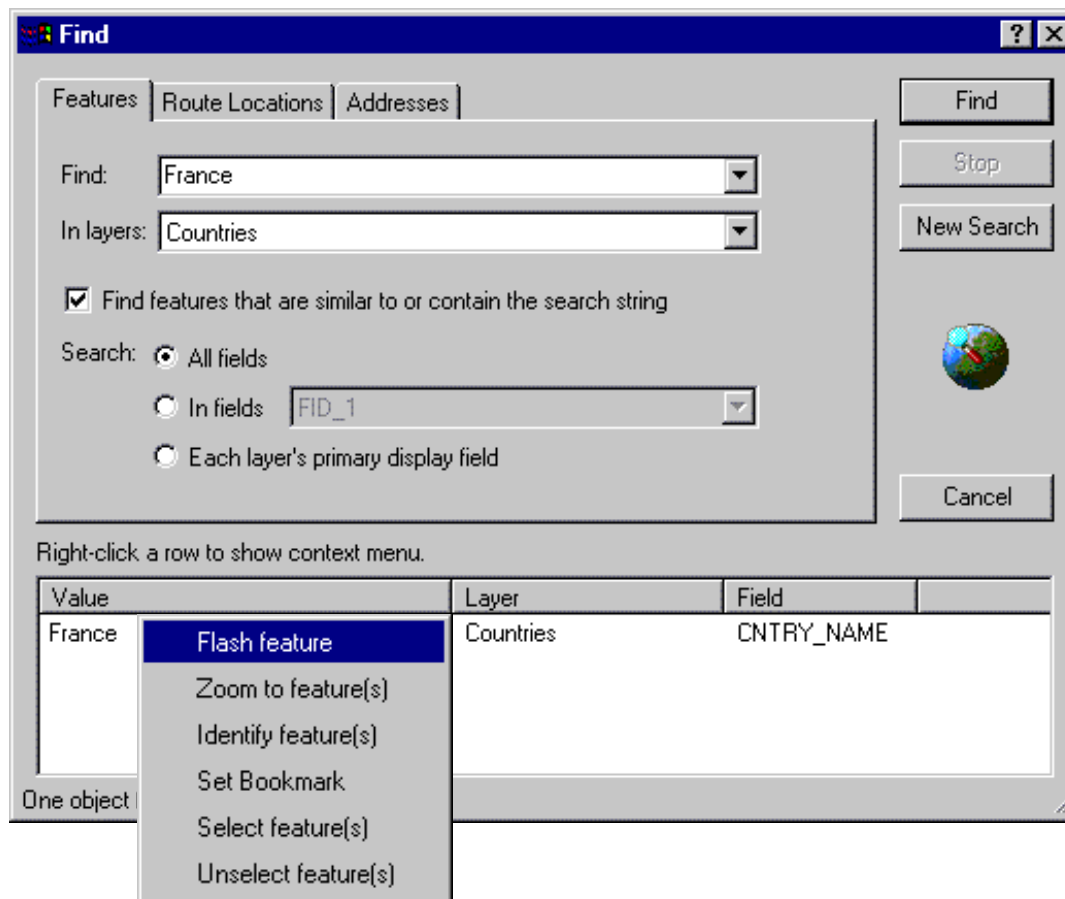 Find
Features Route Locations Addresses
Find
Find: France
Stop
In layers: Countries
New Search
Find features that are similar to or contain the search string
Search: All fields
In fields FID_1
Each layer's primary display field
Cancel
Right-click a row to show context menu.
Value Layer Field
France Countries CNTRY_NAME
Flash feature
Zoom to feature(s)
Identify feature(s)
Set Bookmark
One object
Select feature(s)
Unselect feature(s)